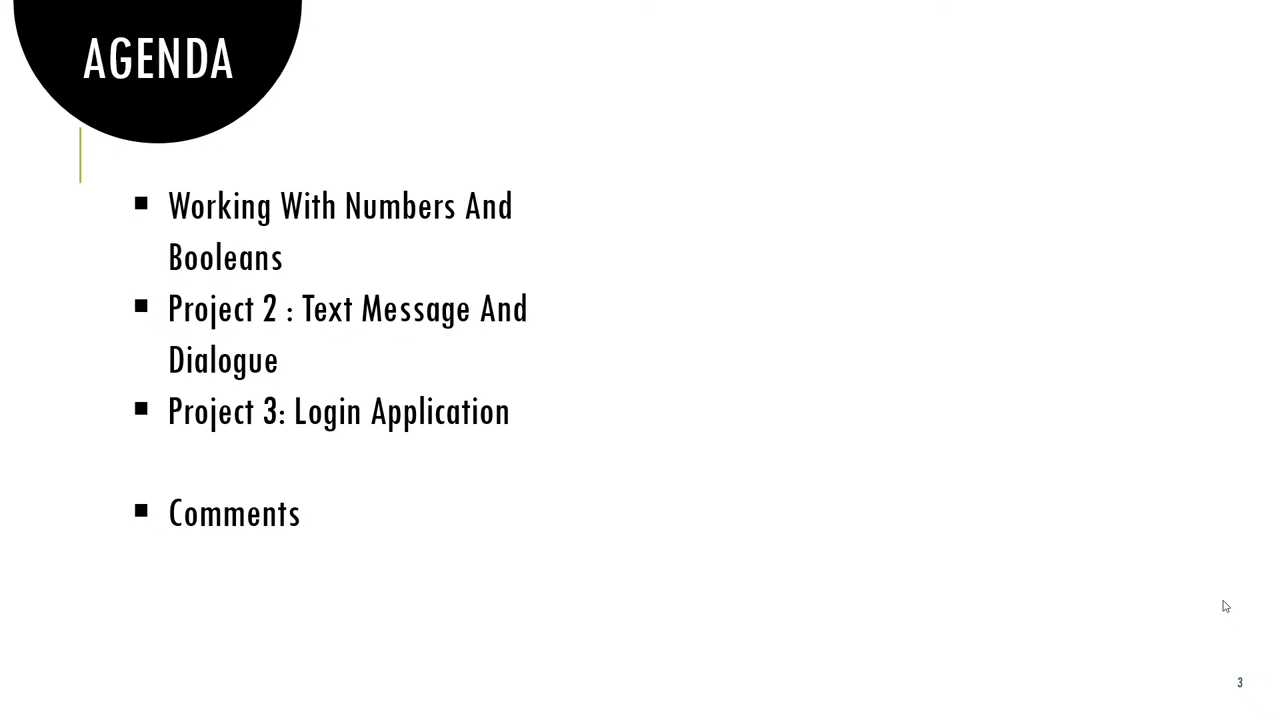 AGENDA
▪ Working With Numbers And
Booleans
▪ Project 2 : Text Message And
Dialogue
▪ Project 3: Login Application
▪ Comments
3